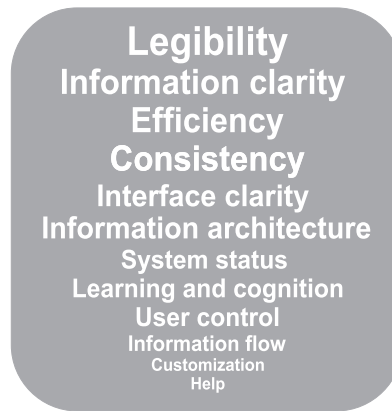 Legibility
Information clarity
Efficiency
Consistency
Interface clarity
Information architecture
System status
Learning and cognition
User control
Information flow
Customization
Help